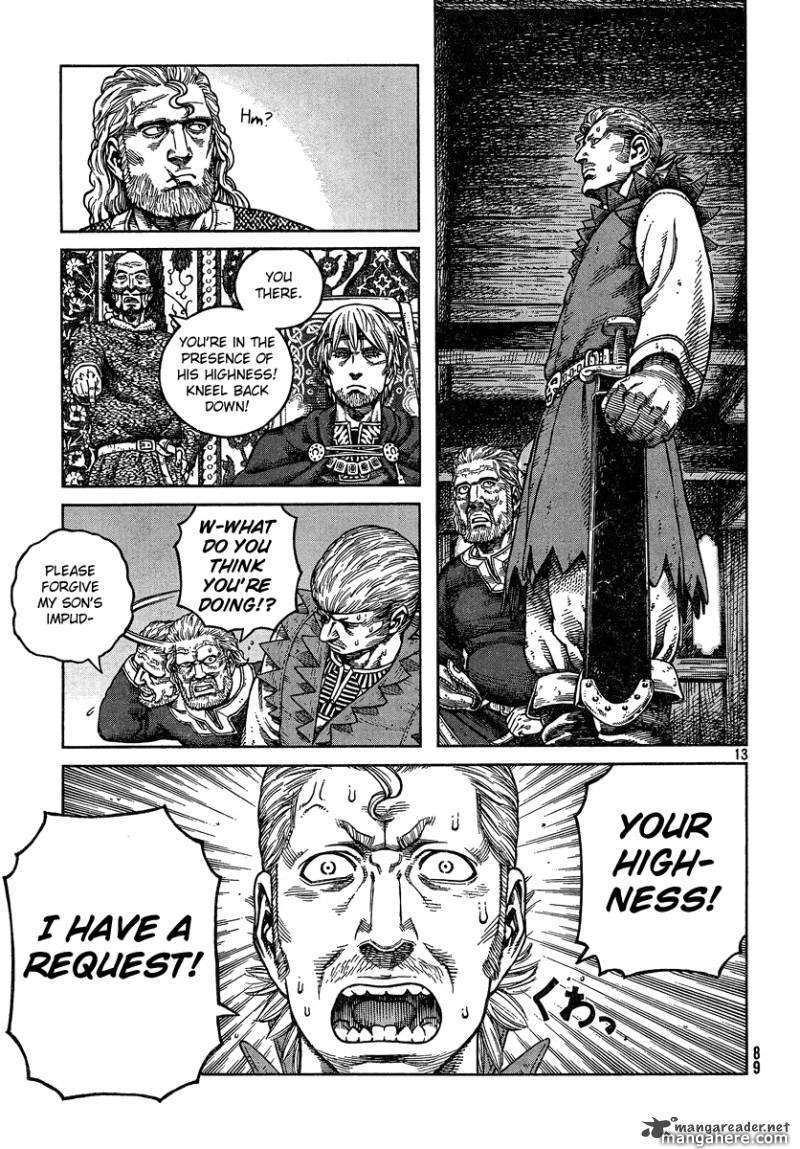 Hm?
YOU
THERE.
YOU'RE IN THE
PRESENCE OF
HIS HIGHNESS!
KNEEL BACK
DOWN!
W-WHAT
DO YOU
THINK
YOU'RE
DOING!?
PLEASE
FORGIVE
MY SON'S
IMPUD-
13
YOUR
HIGH-
NESS!
I HAVE A
REQUEST!
くわっ
89
mangareader.net
www.mangahere.com